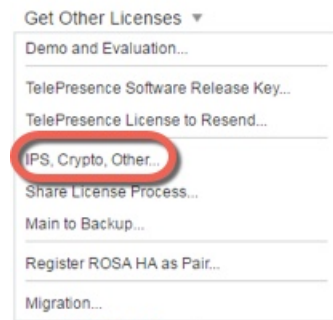 Get Other Licenses ▼
Demo and Evaluation...
TelePresence Software Release Key...
TelePresence License to Resend...
IPS, Crypto, Other...
Share License Process...
Main to Backup...
Register ROSA HA as Pair...
Migration...